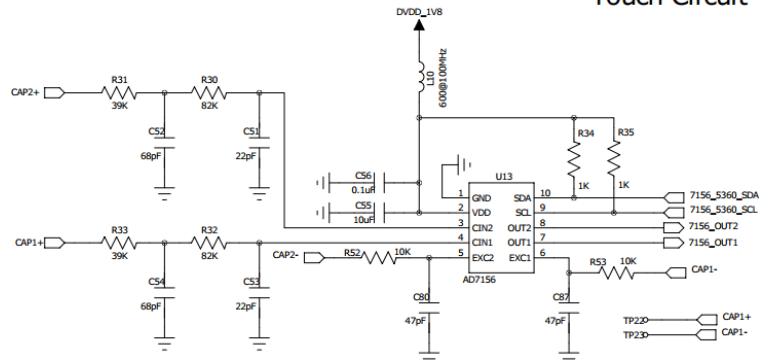 Touch Circuit
DVDD_1V8
L10
600@100MHz
CAP2+
R31
39K
R30
82K
C52
68pF
C51
22pF
R34
1K
R35
1K
C56
0.1uF
C55
10uF
U13
1 GND SDA 10
2 VDD SCL 9
3 CIN2 OUT2 8
4 CIN1 OUT1 7
5 EXC2 EXC1 6
AD7156
7156_5360_SDA
7156_5360_SCL
7156_OUT2
7156_OUT1
CAP1+
R33
39K
R32
82K
C54
68pF
C53
22pF
CAP2-
R52
10K
C80
47pF
R53
10K
CAP1-
C87
47pF
TP22 CAP1+
TP23 CAP1-